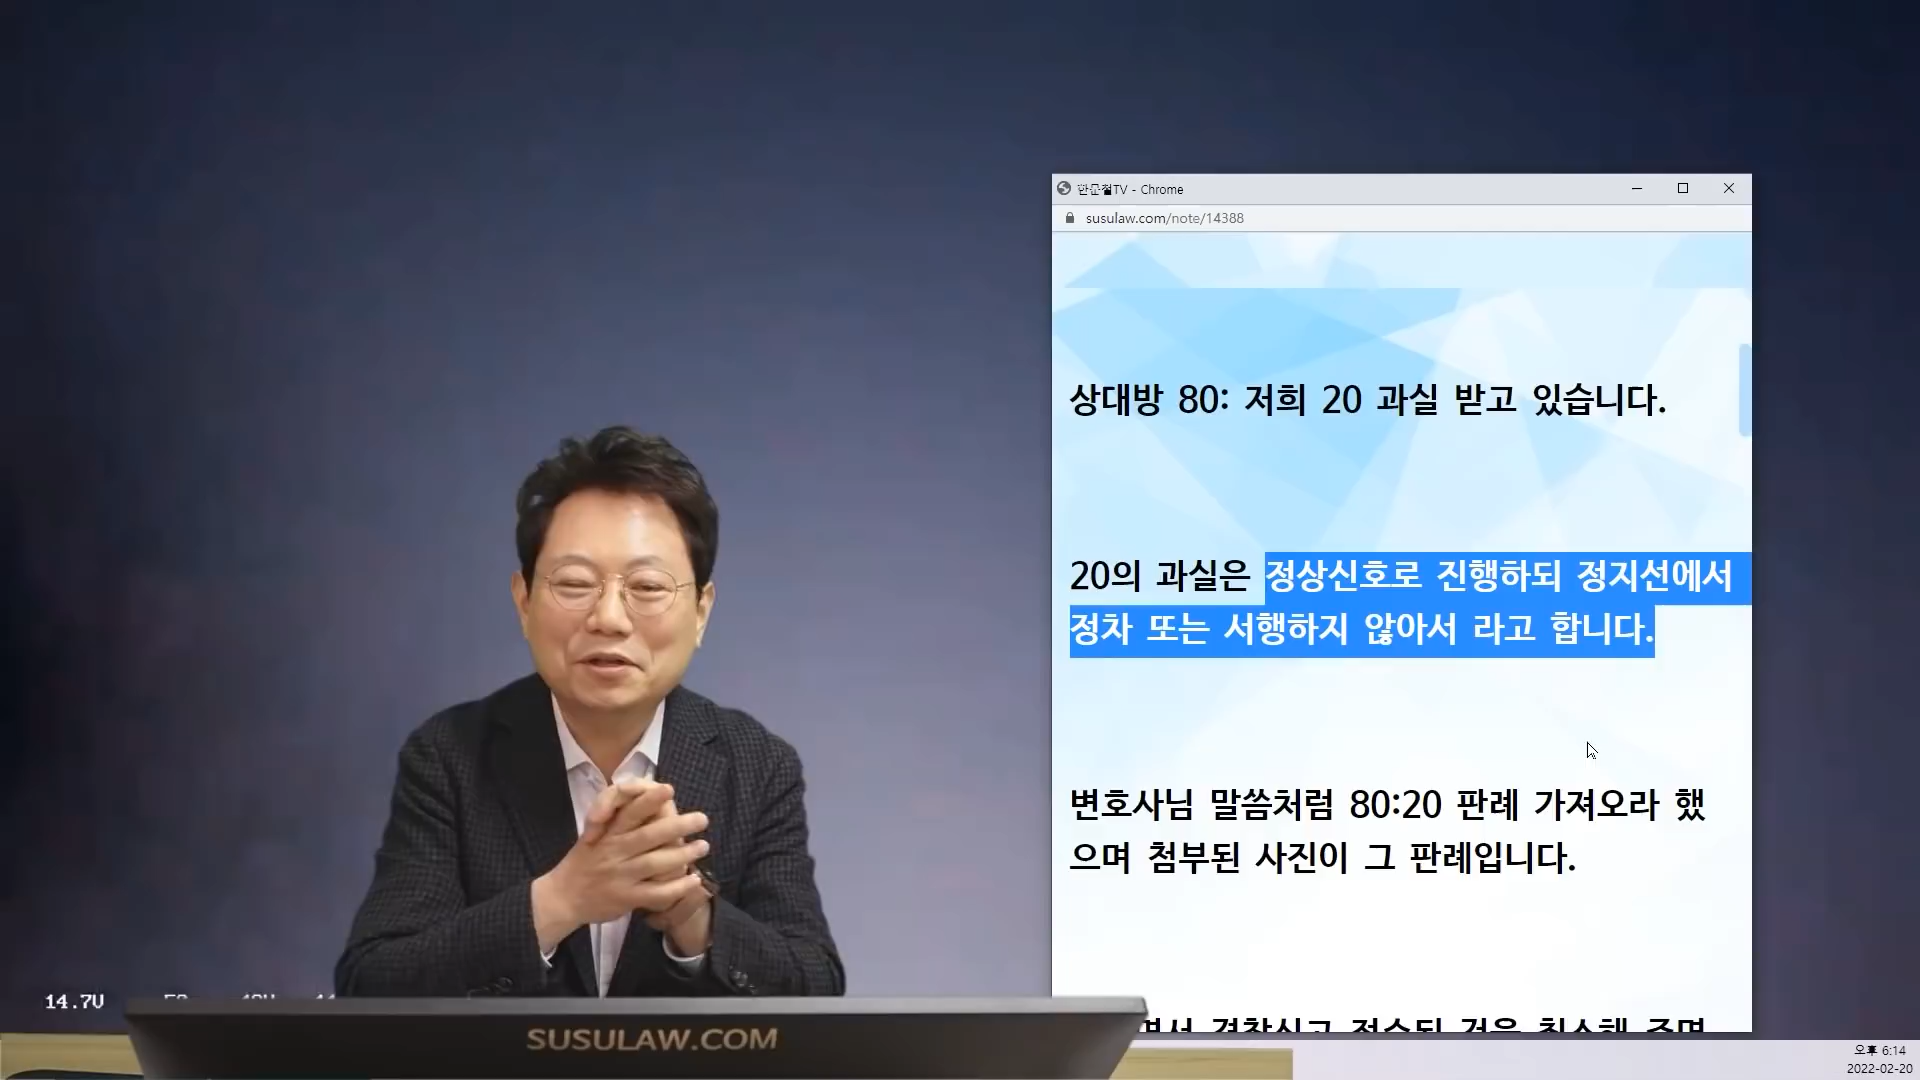 한문철TV - Chrome
susulaw.com/note/14388
상대방 80: 저희 20 과실 받고 있습니다.
20의 과실은 정상신호로 진행하되 정지선에서
정차 또는 서행하지 않아서 라고 합니다.
변호사님 말씀처럼 80:20 판례 가져오라 했
으며 첨부된 사진이 그 판례입니다.
14.7V
SUSULAW.COM
오후 6:14
2022-02-20